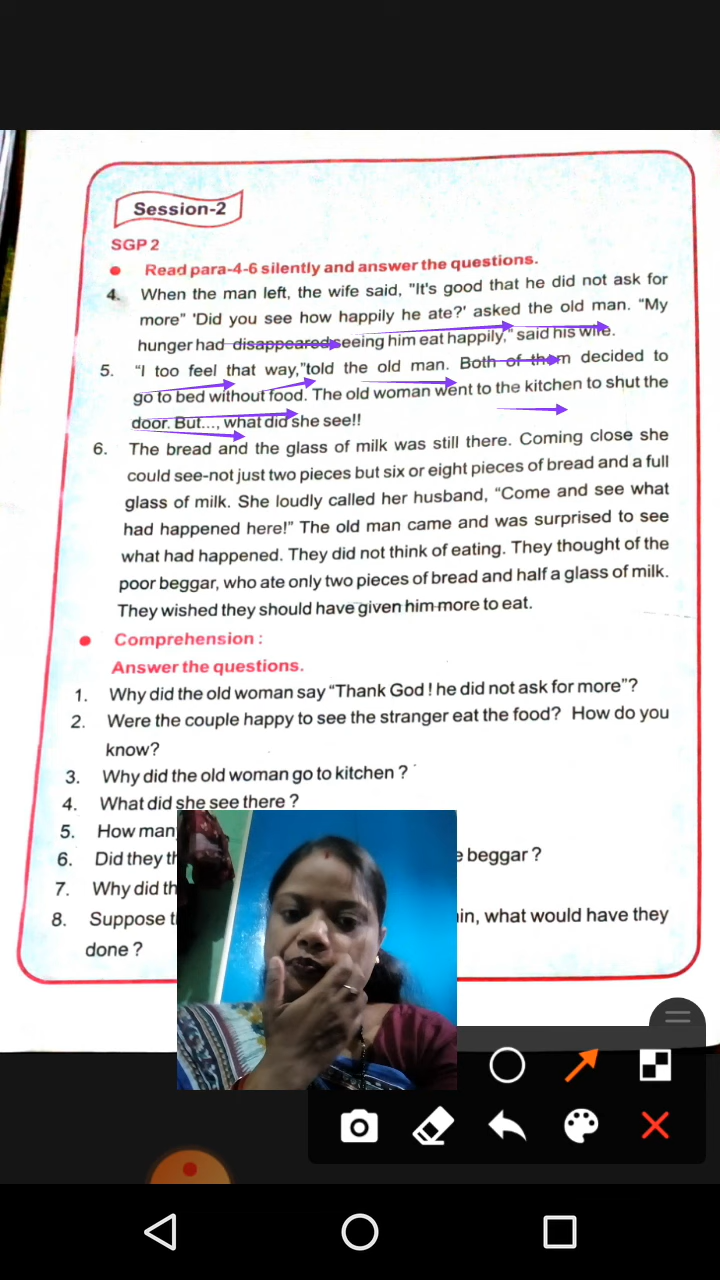 Session-2
SGP 2
● Read para-4-6 silently and answer the questions.
4. When the man left, the wife said, "It's good that he did not ask for
more" 'Did you see how happily he ate?' asked the old man. "My
hunger had disappeared seeing him eat happily," said his wife.
5. "I too feel that way,"told the old man. Both of them decided to
go to bed without food. The old woman went to the kitchen to shut the
door. But..., what did she see!!
6. The bread and the glass of milk was still there. Coming close she
could see-not just two pieces but six or eight pieces of bread and a full
glass of milk. She loudly called her husband, "Come and see what
had happened here!" The old man came and was surprised to see
what had happened. They did not think of eating. They thought of the
poor beggar, who ate only two pieces of bread and half a glass of milk.
They wished they should have given him more to eat.
● Comprehension :
Answer the questions.
1. Why did the old woman say "Thank God ! he did not ask for more"?
2. Were the couple happy to see the stranger eat the food? How do you
know?
3. Why did the old woman go to kitchen ?
4. What did she see there ?
5. How
6. Did they beggar ?
7. Why did
8. Suppose what would have they
done ?